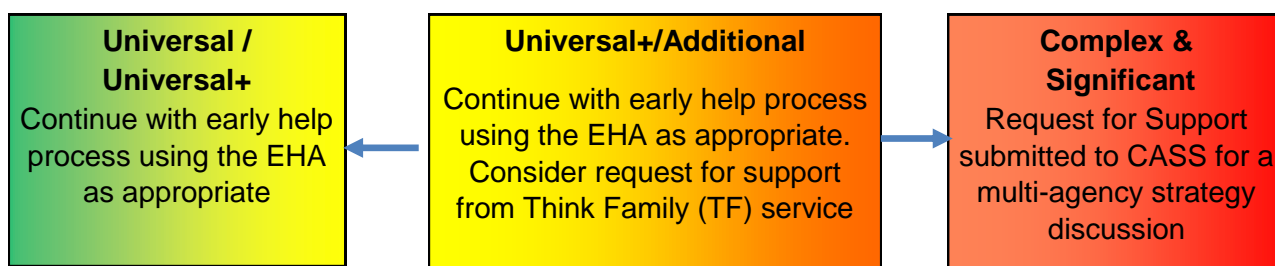 Universal /
Universal+
Continue with early help
process using the EHA
as appropriate
Universal+/Additional
Continue with early help process
using the EHA as appropriate.
Consider request for support
from Think Family (TF) service
Complex &
Significant
Request for Support
submitted to CASS for a
multi-agency strategy
discussion